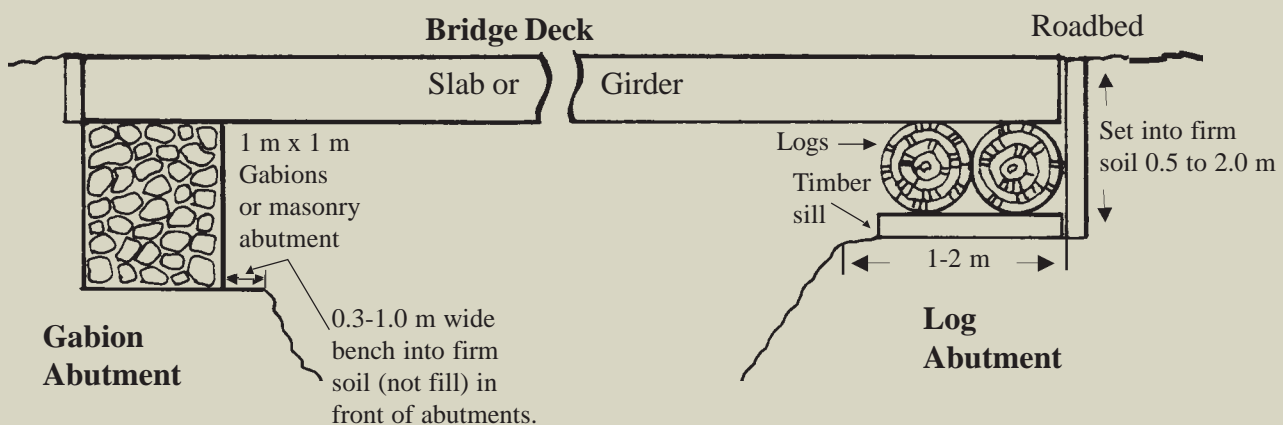 Bridge Deck
Roadbed
Slab or Girder
1 m x 1 m
Gabions
or masonry
abutment
Logs
Timber
sill
Set into firm
soil 0.5 to 2.0 m
1-2 m
0.3-1.0 m wide
bench into firm
soil (not fill) in
front of abutments.
Gabion
Abutment
Log
Abutment